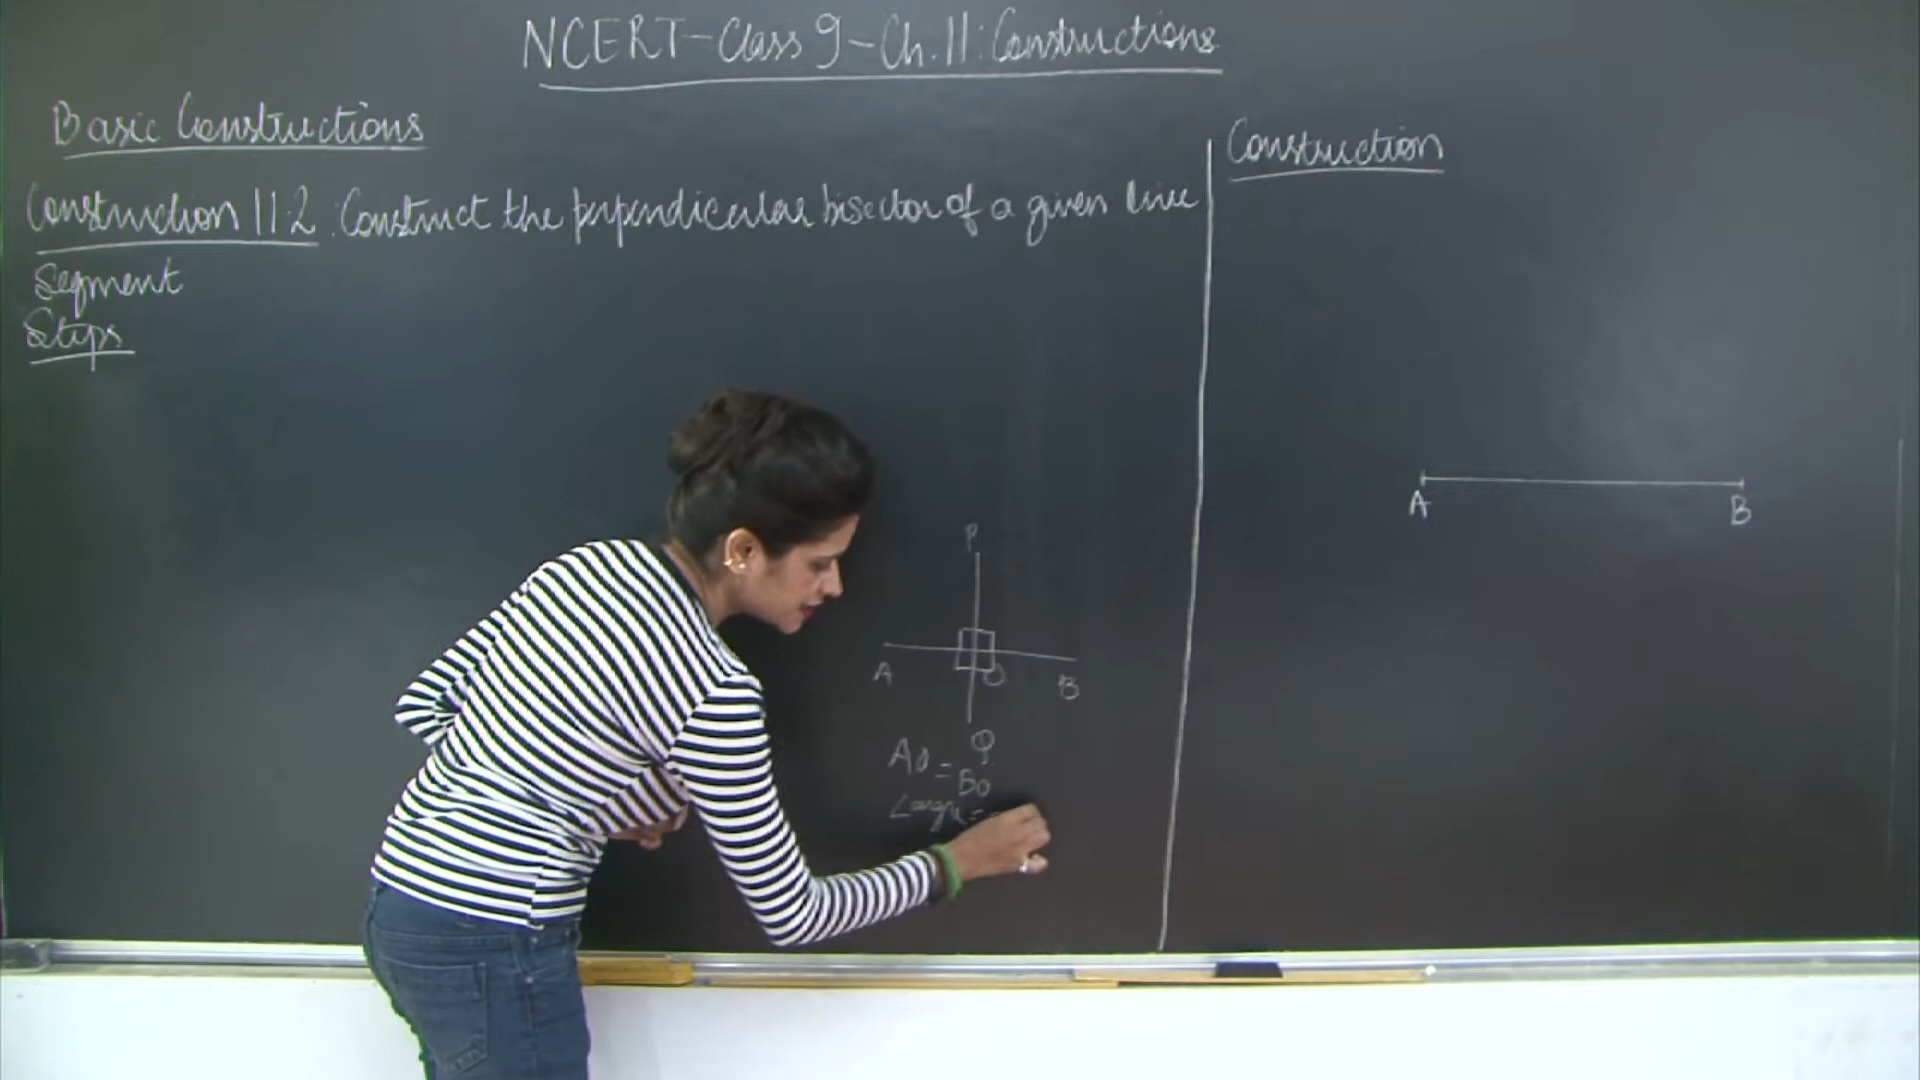 NCERT-Class 9-Ch.11: Constructions
Basic Constructions
Construction 11.2: Construct the perpendicular bisector of a given line
Segment
Steps
P
A O B
Q
AO = BO
Construction
A B